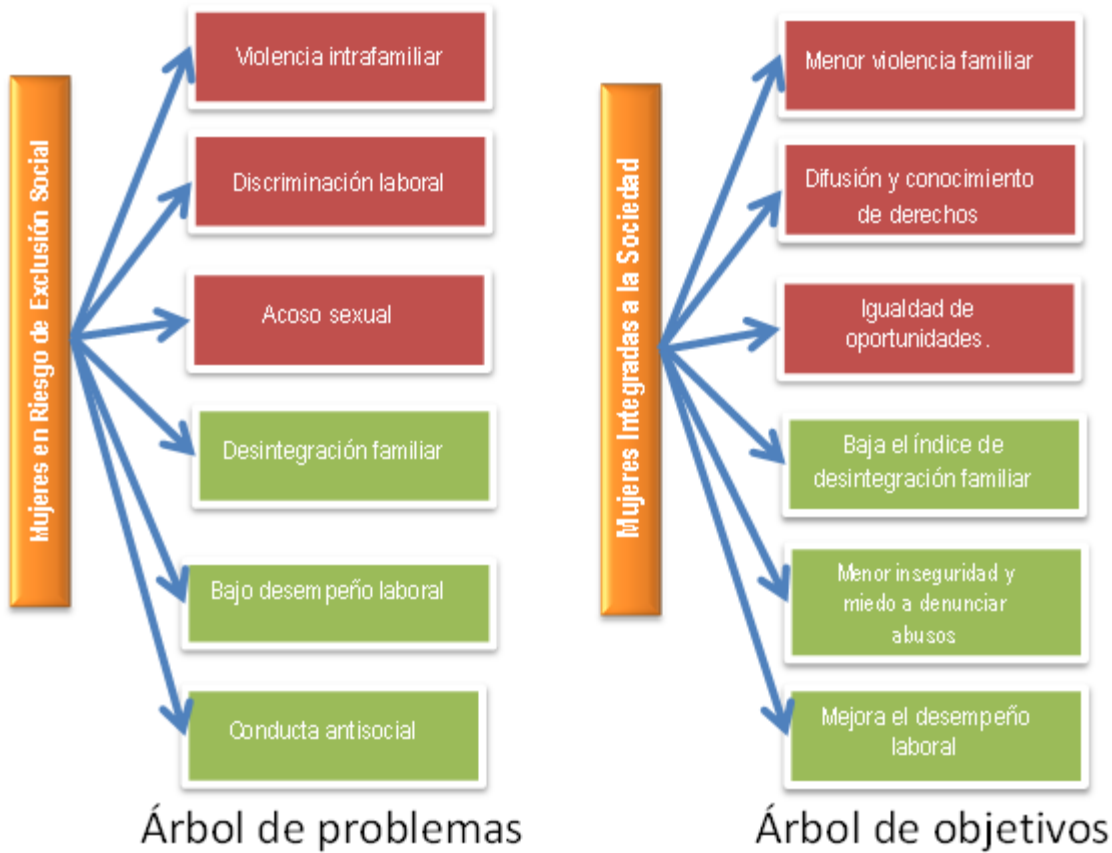 Mujeres en Riesgo de Exclusión Social
Violencia intrafamiliar
Discriminación laboral
Acoso sexual
Desintegración familiar
Bajo desempeño laboral
Conducta antisocial
Árbol de problemas
Mujeres Integradas a la Sociedad
Menor violencia familiar
Difusión y conocimiento
de derechos
Igualdad de
oportunidades.
Baja el índice de
desintegración familiar
Menor inseguridad y
miedo a denunciar
abusos
Mejora el desempeño
laboral
Árbol de objetivos